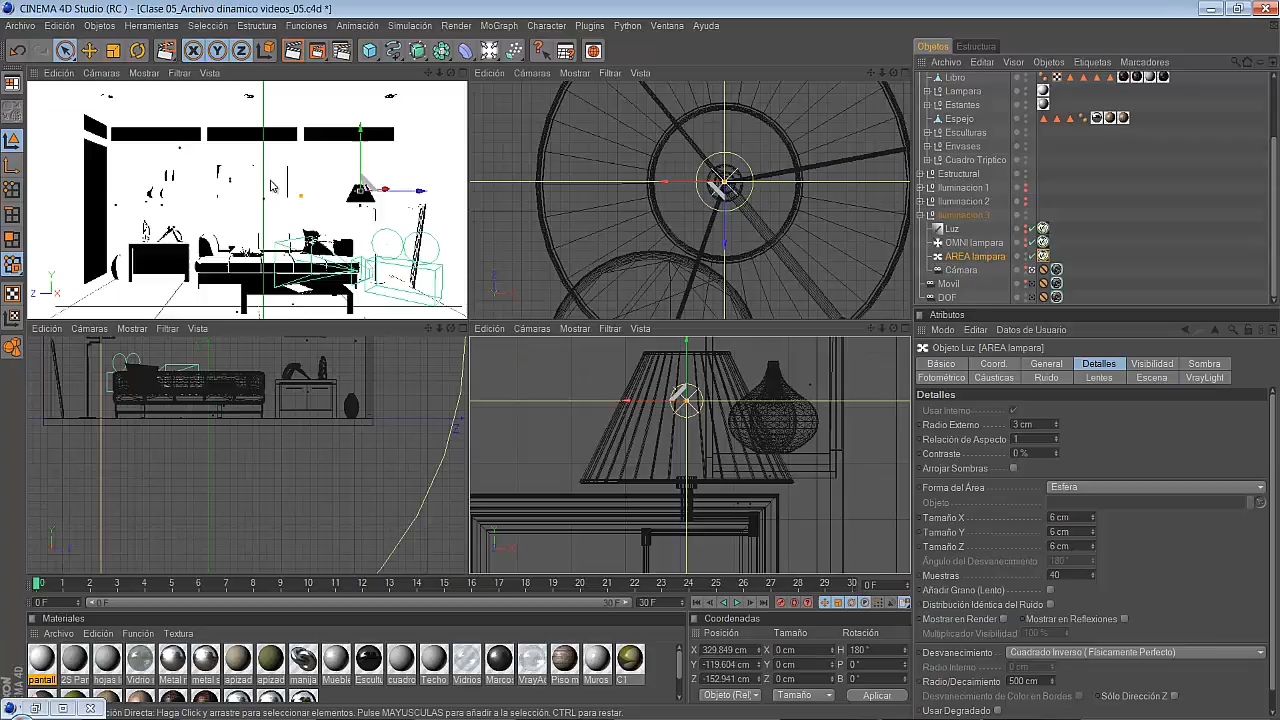 CINEMA 4D Studio (RC ) - [Clase 05_Archivo dinamico videos_05.c4d *]
Archivo Edición Objetos Herramientas Selección Estructura Funciones Animación Simulación Render MoGraph Character Plugins Python Ventana Ayuda
X Y Z
Objetos Estructura
Archivo Editar Visor Objetos Etiquetas Marcadores
Edición Cámaras Mostrar Filtrar Vista
Edición Cámaras Mostrar Filtrar Vista
Libro
Lampara
Estantes
Espejo
Esculturas
Envases
Cuadro Triptico
Estructural
Iluminacion 1
Iluminacion 2
Iluminacion 3
Luz
OMNI lampara
AREA lampara
Cámara
Movil
DOF
Edición Cámaras Mostrar Filtrar Vista
Edición Cámaras Mostrar Filtrar Vista
Atributos
Modo Editar Datos de Usuario
Objeto Luz [AREA lampara]
Básico Coord. General Detalles Visibilidad Sombra
Fotométrico Cáusticas Ruido Lentes Escena VrayLight
Detalles
Usar Interno
Radio Externo 3 cm
Relación de Aspecto 1
Contraste 0 %
Arrojar Sombras
Forma del Área Esfera
Objeto
Tamaño X 6 cm
Tamaño Y 6 cm
Tamaño Z 6 cm
Ángulo del Desvanecimiento 180 °
Muestras 40
Añadir Grano (Lento)
Distribución Idéntica del Ruido
Mostrar en Render Mostrar en Reflexiones
Multiplicador Visibilidad 100 %
Desvanecimiento Cuadrado Inverso ( Físicamente Perfecto)
Radio Interno 0 cm
Radio/Decaimiento 500 cm
Desvanecimiento de Color en Bordes Sólo Dirección Z
Usar Degradado
0 1 2 3 4 5 6 7 8 9 10 11 12 13 14 15 16 17 18 19 20 21 22 23 24 25 26 27 28 29 30 0 F
0 F 0 F 30 F 30 F
Materiales
Archivo Edición Función Textura
pantall 2S Par hojas l Vidrio metal s metal s apizad apizad manija Mueble Escult cuadro Techo Vidrios Marcos VrayAd Piso m Muros C1
Coordenadas
Posición Tamaño Rotación
X 329.849 cm X 0 cm H 180 °
Y -119.604 cm Y 0 cm P 0 °
Z -152.941 cm Z 0 cm B 0 °
Objeto (Rel) Tamaño Aplicar
Directa: Haga Click y arrastre para seleccionar elementos. Pulse MAYUSCULAS para añadir a la selección. CTRL para restar.